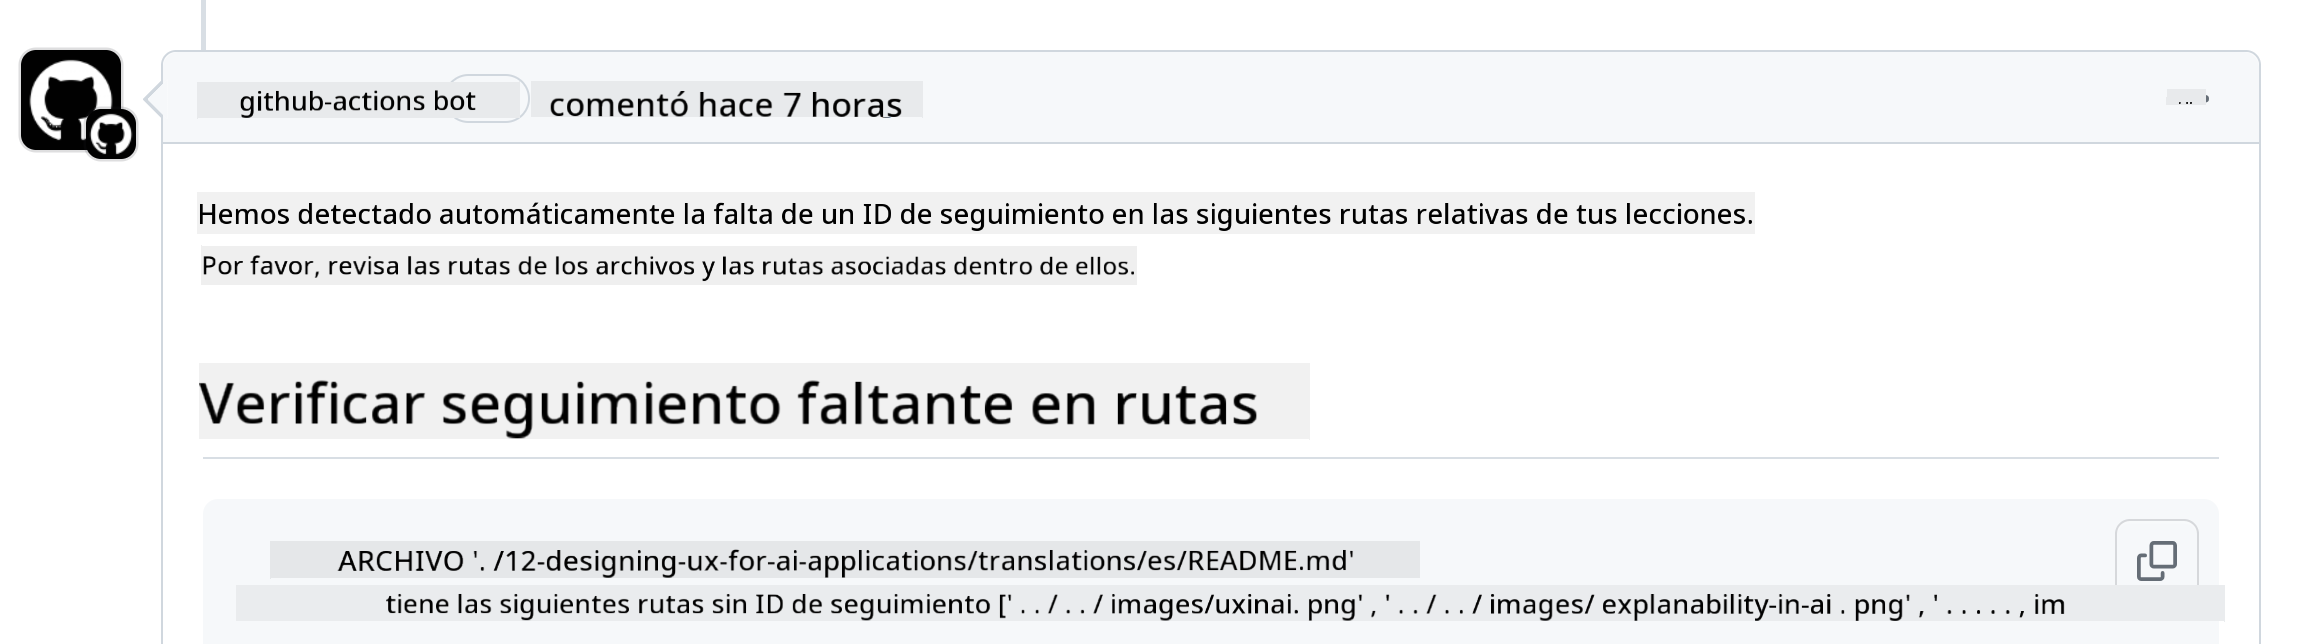 github-actions bot comentó hace 7 horas
Hemos detectado automáticamente la falta de un ID de seguimiento en las siguientes rutas relativas de tus lecciones.
Por favor, revisa las rutas de los archivos y las rutas asociadas dentro de ellos.
Verificar seguimiento faltante en rutas
ARCHIVO '. /12-designing-ux-for-ai-applications/translations/es/README.md'
tiene las siguientes rutas sin ID de seguimiento [' . . / . . / images/uxinai. png' , ' . . / . . / images/ explanability-in-ai . png' , ' . . . . . , im